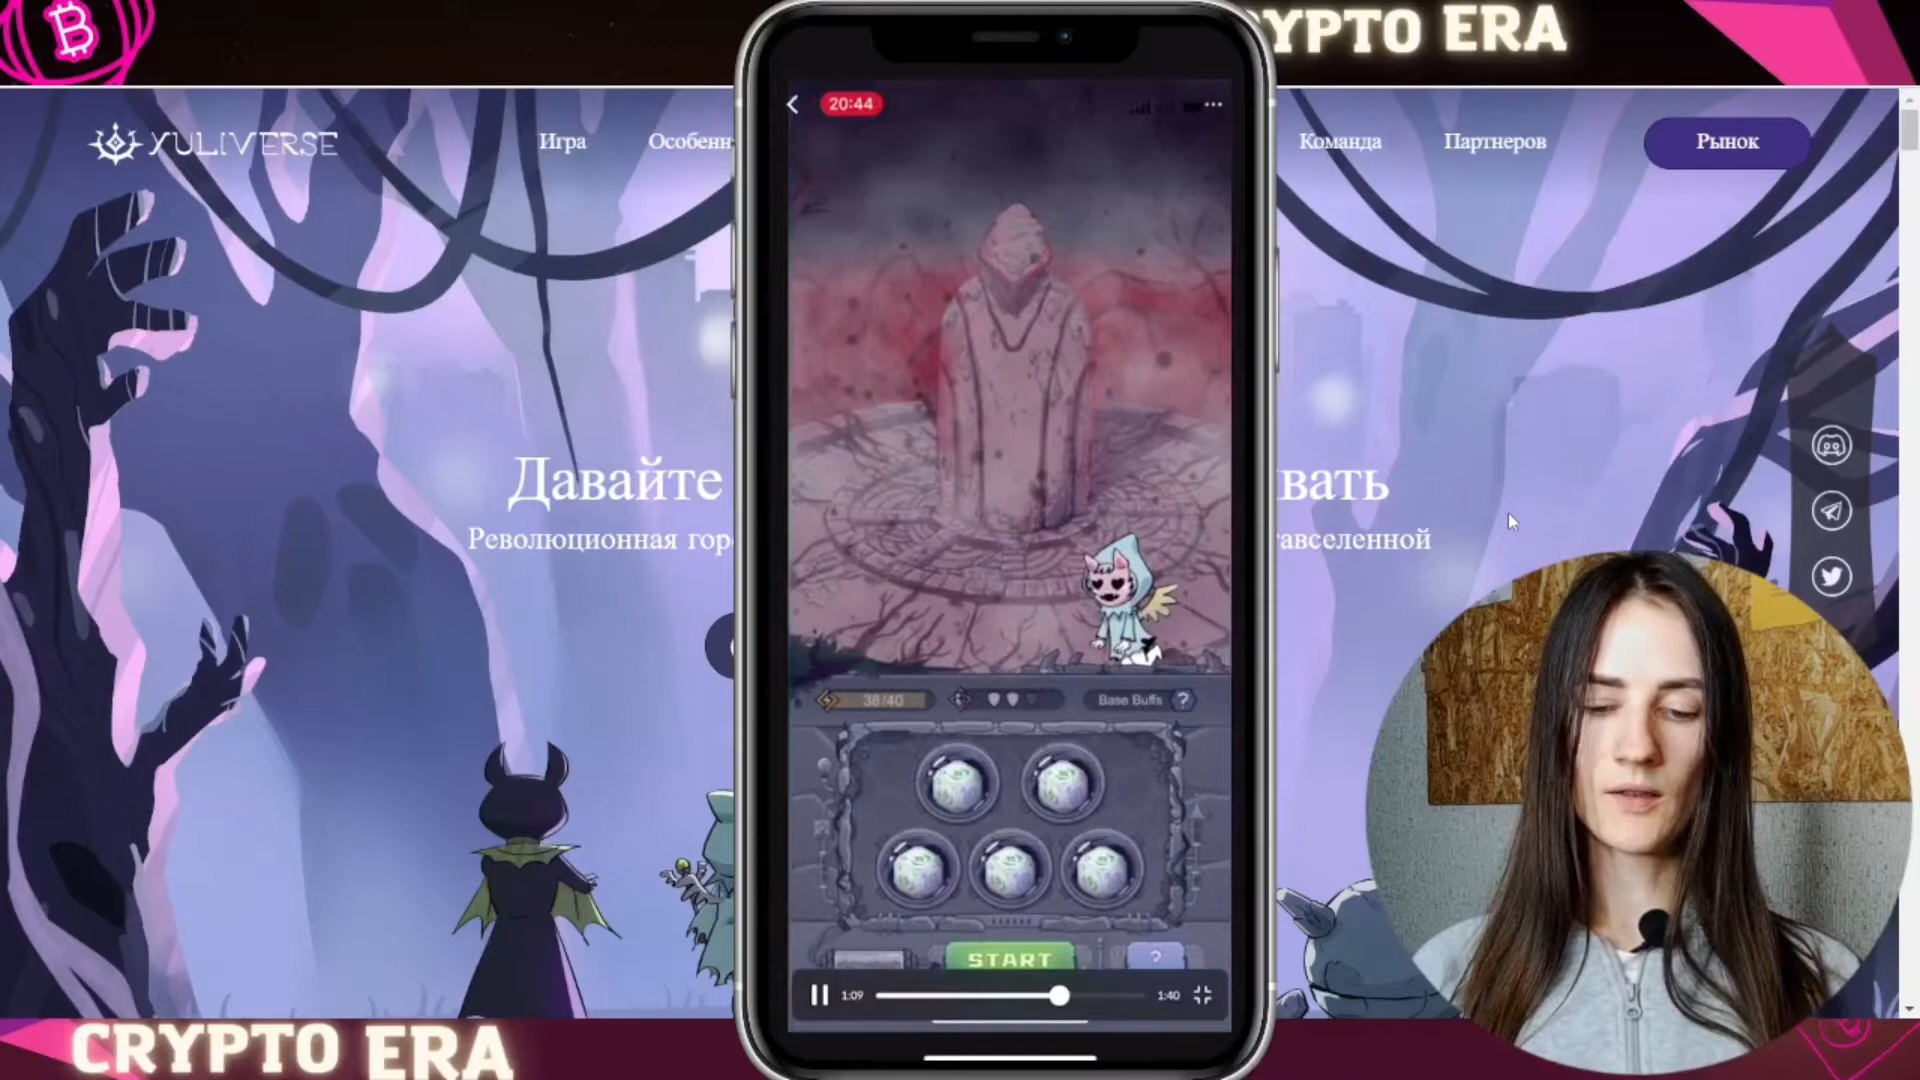 YPTO ERA
YULIVERSE
Игра
Особенн
Команда
Партнеров
Рынок
20:44
Давайте
вать
Революционная гор
тавселенной
38/40
Base Buffs ?
START
?
1:09
1:40
CRYPTO ERA